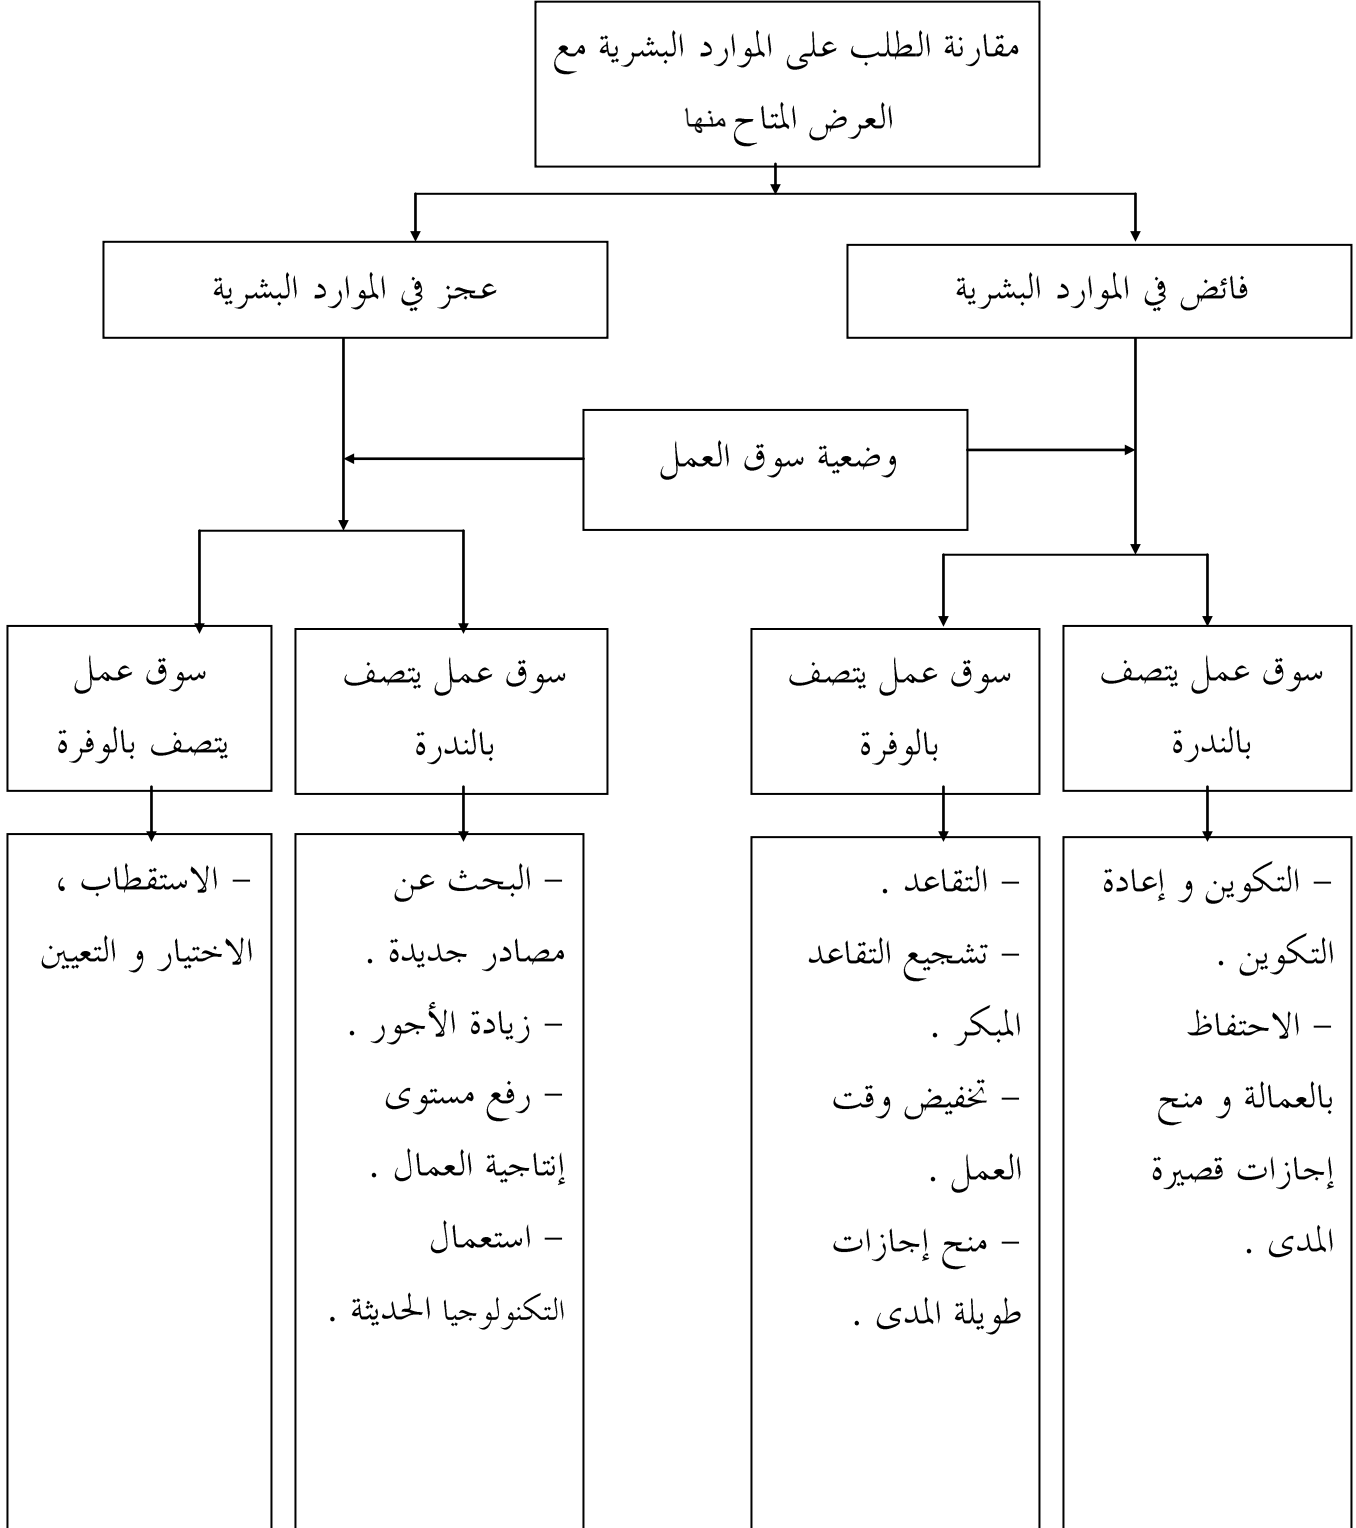 مقارنة الطلب على الموارد البشرية مع
العرض المتاح منها
فائض في الموارد البشرية
عجز في الموارد البشرية
وضعية سوق العمل
سوق عمل يتصف
بالندرة
سوق عمل يتصف
بالوفرة
سوق عمل يتصف
بالندرة
سوق عمل
يتصف بالوفرة
– التكوين و إعادة
التكوين .
– الاحتفاظ
بالعمالة و منح
إجازات قصيرة
المدى .
– التقاعد .
– تشجيع التقاعد
المبكر .
– تخفيض وقت
العمل .
– منح إجازات
طويلة المدى .
– البحث عن
مصادر جديدة .
– زيادة الأجور .
– رفع مستوى
إنتاجية العمال .
– استعمال
التكنولوجيا الحديثة .
– الاستقطاب ،
الاختيار و التعيين